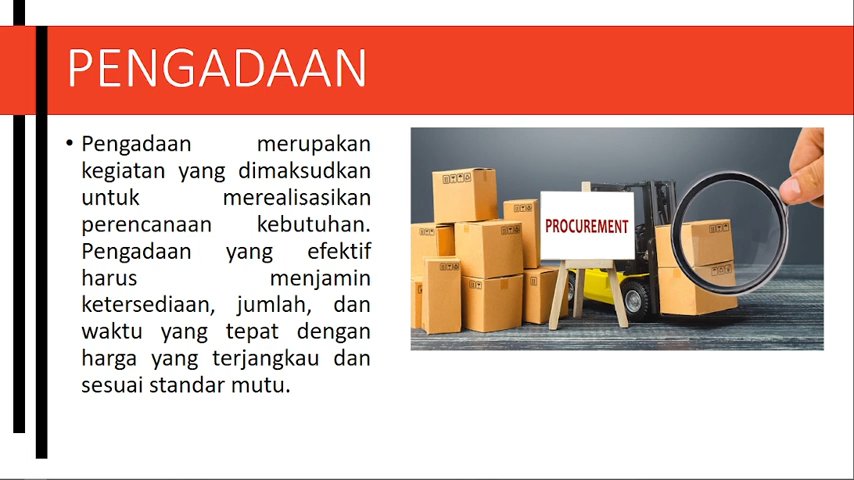 PENGADAAN
• Pengadaan merupakan
kegiatan yang dimaksudkan
untuk merealisasikan
perencanaan kebutuhan.
Pengadaan yang efektif
harus menjamin
ketersediaan, jumlah, dan
waktu yang tepat dengan
harga yang terjangkau dan
sesuai standar mutu.
PROCUREMENT